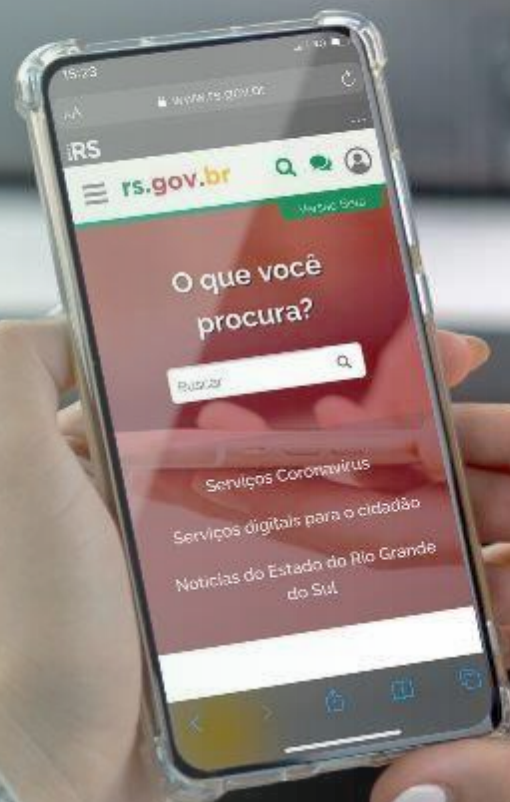 15:23
AA www.rs.gov.br
iRS
rs.gov.br
O que você
procura?
Buscar
Serviços Coronavírus
Serviços digitais para o cidadão
Notícias do Estado do Rio Grande
do Sul